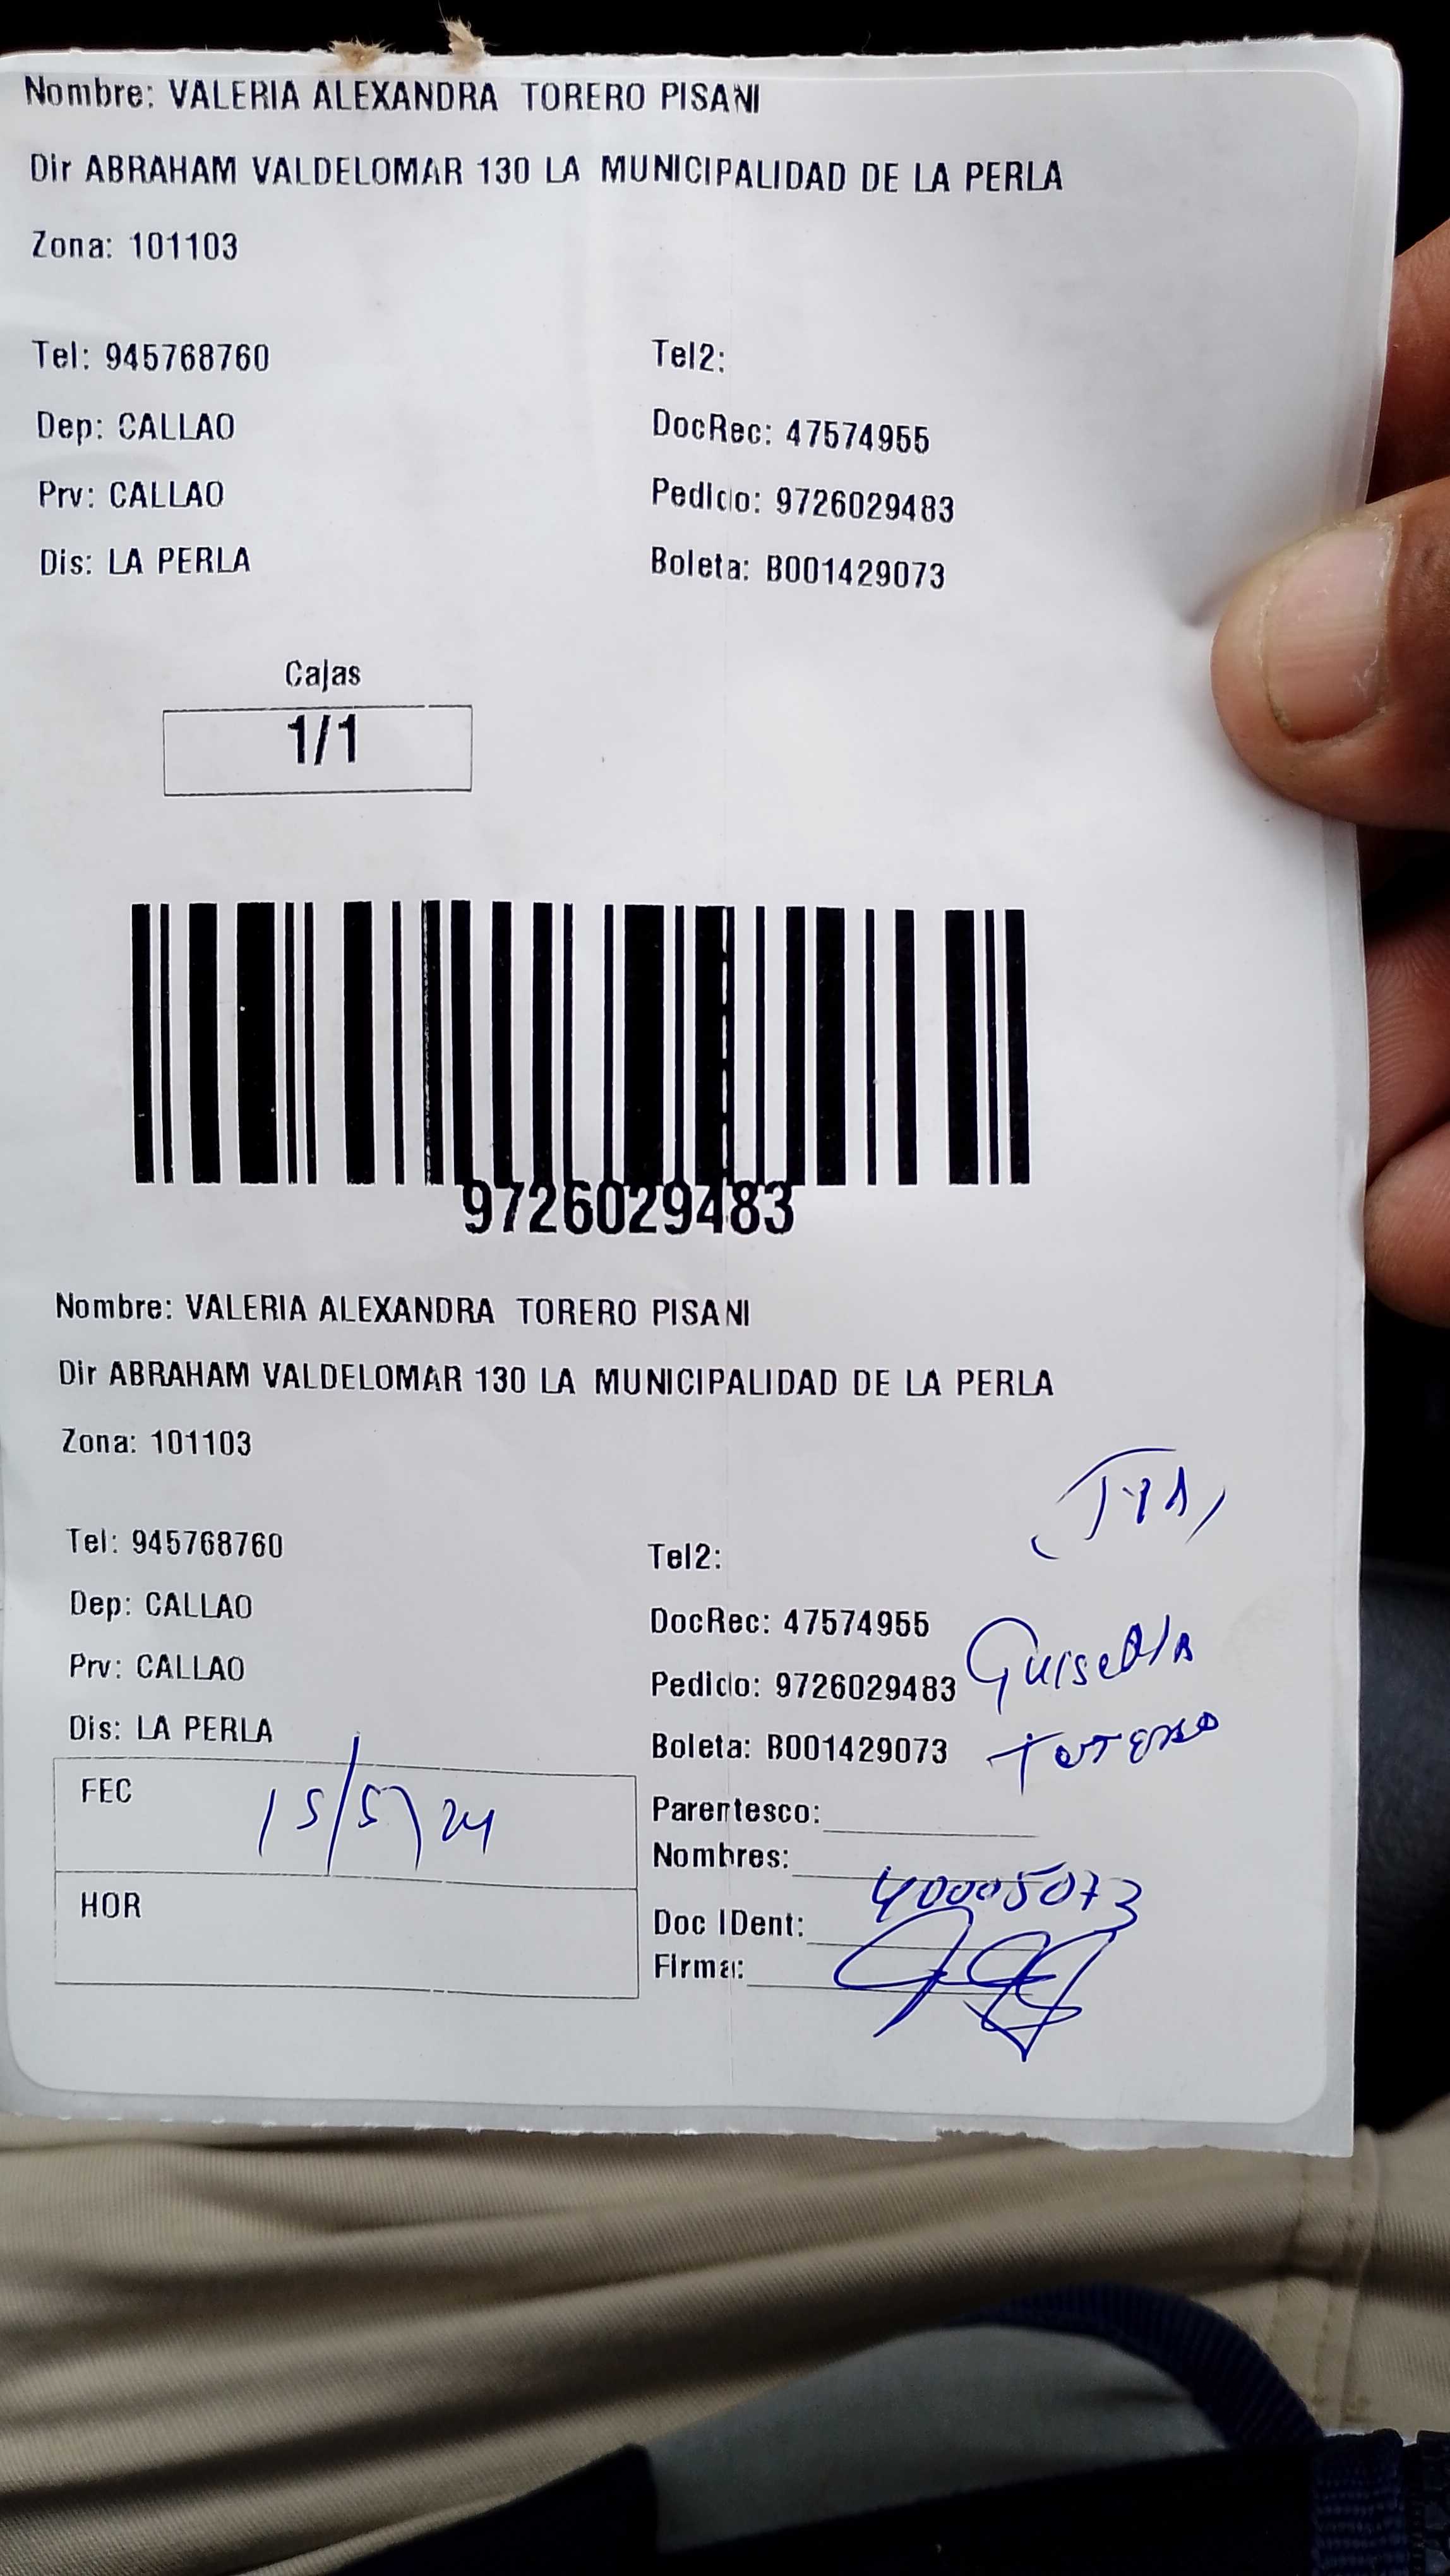 Nombre: VALERIA ALEXANDRA TORERO PISANI
Dir ABRAHAM VALDELOMAR 130 LA MUNICIPALIDAD DE LA PERLA
Zona: 101103
Tel: 945768760 Tel2:
Dep: CALLAO DocRec: 47574955
Prv: CALLAO Pedido: 9726029483
Dis: LA PERLA Boleta: B001429073
Cajas
1/1
9726029483
Nombre: VALERIA ALEXANDRA TORERO PISANI
Dir ABRAHAM VALDELOMAR 130 LA MUNICIPALIDAD DE LA PERLA
Zona: 101103
Tel: 945768760 Tel2:
Dep: CALLAO DocRec: 47574955
Prv: CALLAO Pedido: 9726029483
Dis: LA PERLA Boleta: B001429073 Torero
FEC 15/5/24 Parentesco:
Nombres:
HOR Doc IDent: 40005073
Firma: